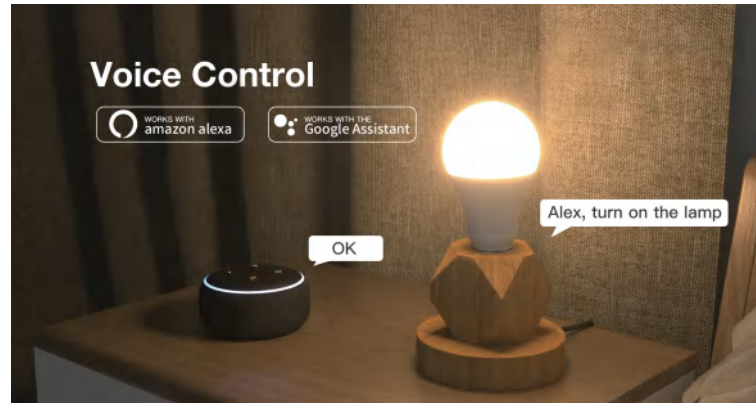 Voice Control
WORKS WITH
amazon alexa
WORKS WITH THE
Google Assistant
Alex, turn on the lamp
OK